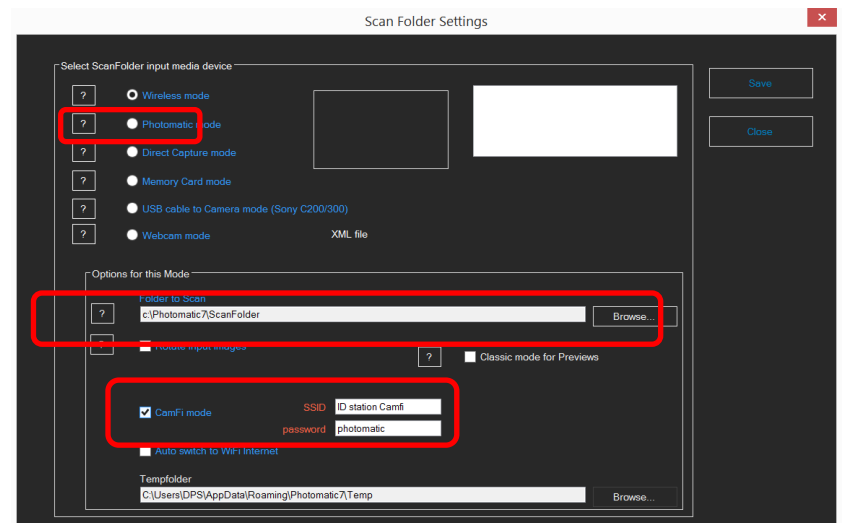 Scan Folder Settings
Select ScanFolder input media device
? Wireless mode
? Photomatic mode
? Direct Capture mode
? Memory Card mode
? USB cable to Camera mode (Sony C200/300)
? Webcam mode XML file
Save
Close
Options for this Mode
Folder to Scan
? c:\Photomatic7\ScanFolder Browse...
? Rotate input images
? Classic mode for Previews
CamFi mode SSID ID station Camfi
password photomatic
Auto switch to WiFi Internet
Tempfolder
C:\Users\DPS\AppData\Roaming\Photomatic7\Temp Browse...